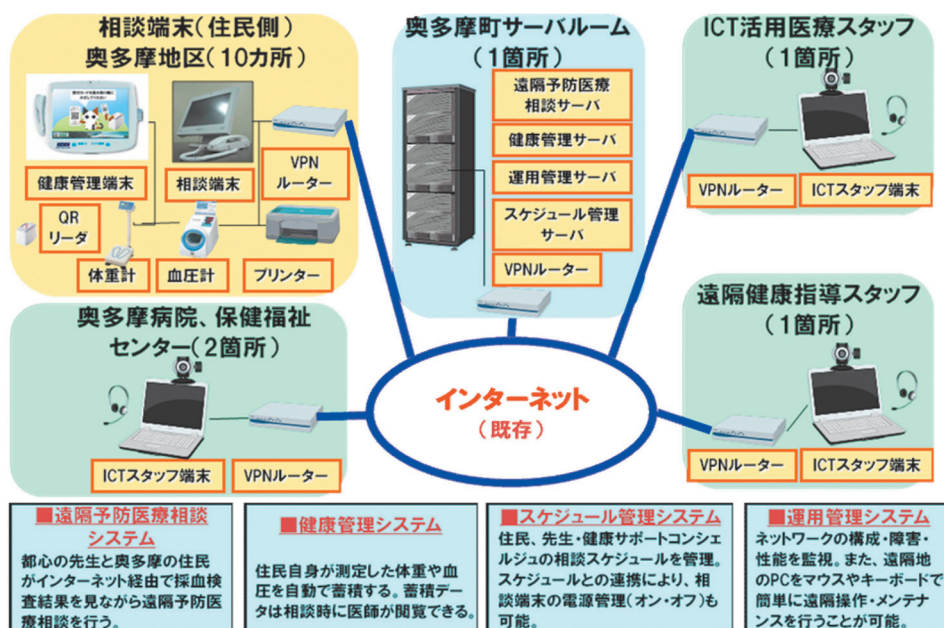 相談端末(住民側)
奥多摩地区(10カ所)
健康管理端末
相談端末
VPN
ルーター
QR
リーダ
体重計
血圧計
プリンター
奥多摩町サーバルーム
(1箇所)
遠隔予防医療
相談サーバ
健康管理サーバ
運用管理サーバ
スケジュール管理
サーバ
VPNルーター
ICT活用医療スタッフ
(1箇所)
VPNルーター
ICTスタッフ端末
奥多摩病院、保健福祉
センター(2箇所)
ICTスタッフ端末
VPNルーター
インターネット
(既存)
遠隔健康指導スタッフ
(1箇所)
VPNルーター
ICTスタッフ端末
■遠隔予防医療相談
システム
都心の先生と奥多摩の住民
がインターネット経由で採血検
査結果を見ながら遠隔予防医
療相談を行う。
■健康管理システム
住民自身が測定した体重や血
圧を自動で蓄積する。蓄積デー
タは相談時に医師が閲覧できる。
■スケジュール管理システム
住民、先生・健康サポートコンシェ
ルジュの相談スケジュールを管理。
スケジュールとの連携により、相
談端末の電源管理(オン・オフ)も
可能。
■運用管理システム
ネットワークの構成・障害・
性能を監視。また、遠隔地
のPCをマウスやキーボードで
簡単に遠隔操作・メンテナ
ンスを行うことが可能。